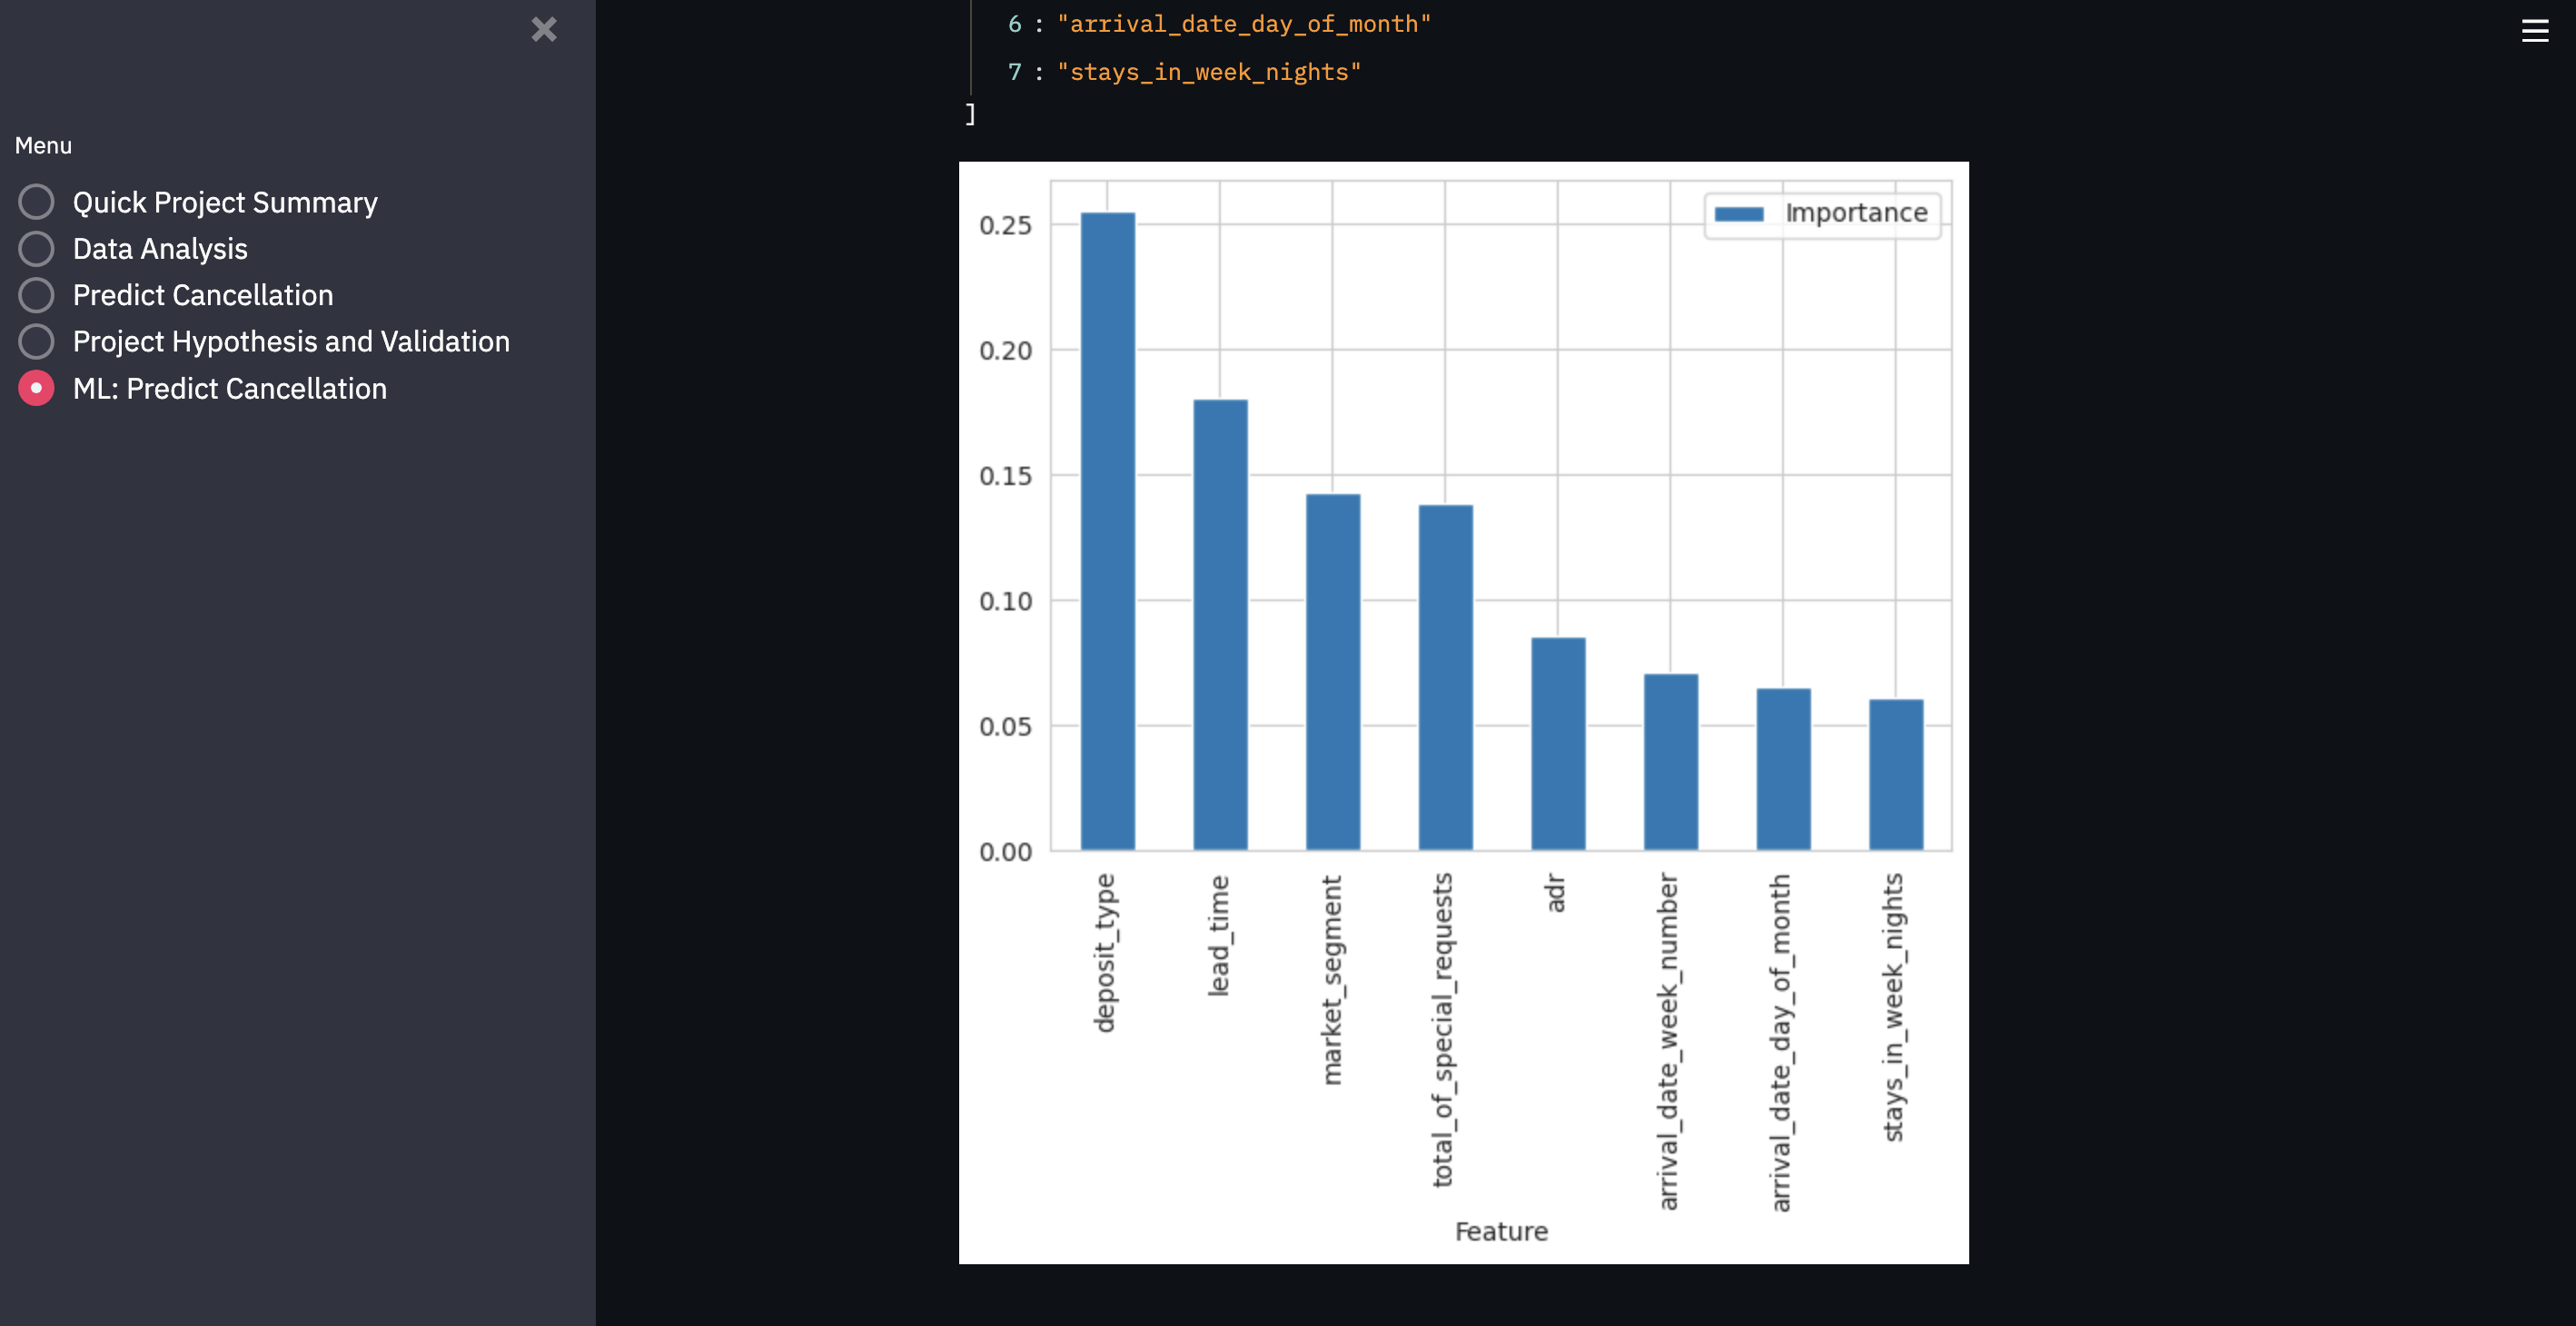 Menu
Quick Project Summary
Data Analysis
Predict Cancellation
Project Hypothesis and Validation
ML: Predict Cancellation
6 : "arrival_date_day_of_month"
7 : "stays_in_week_nights"
]
Importance
0.25
0.20
0.15
0.10
0.05
0.00
deposit_type
lead_time
market_segment
total_of_special_requests
adr
arrival_date_week_number
arrival_date_day_of_month
stays_in_week_nights
Feature